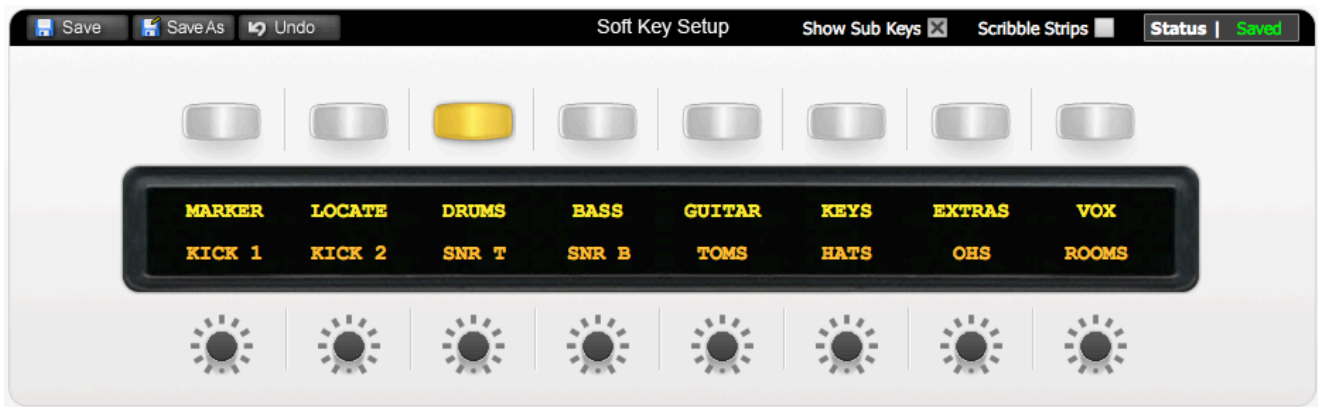 Save Save As Undo Soft Key Setup Show Sub Keys Scribble Strips Status | Saved
MARKER LOCATE DRUMS BASS GUITAR KEYS EXTRAS VOX
KICK 1 KICK 2 SNR T SNR B TOMS HATS OHS ROOMS